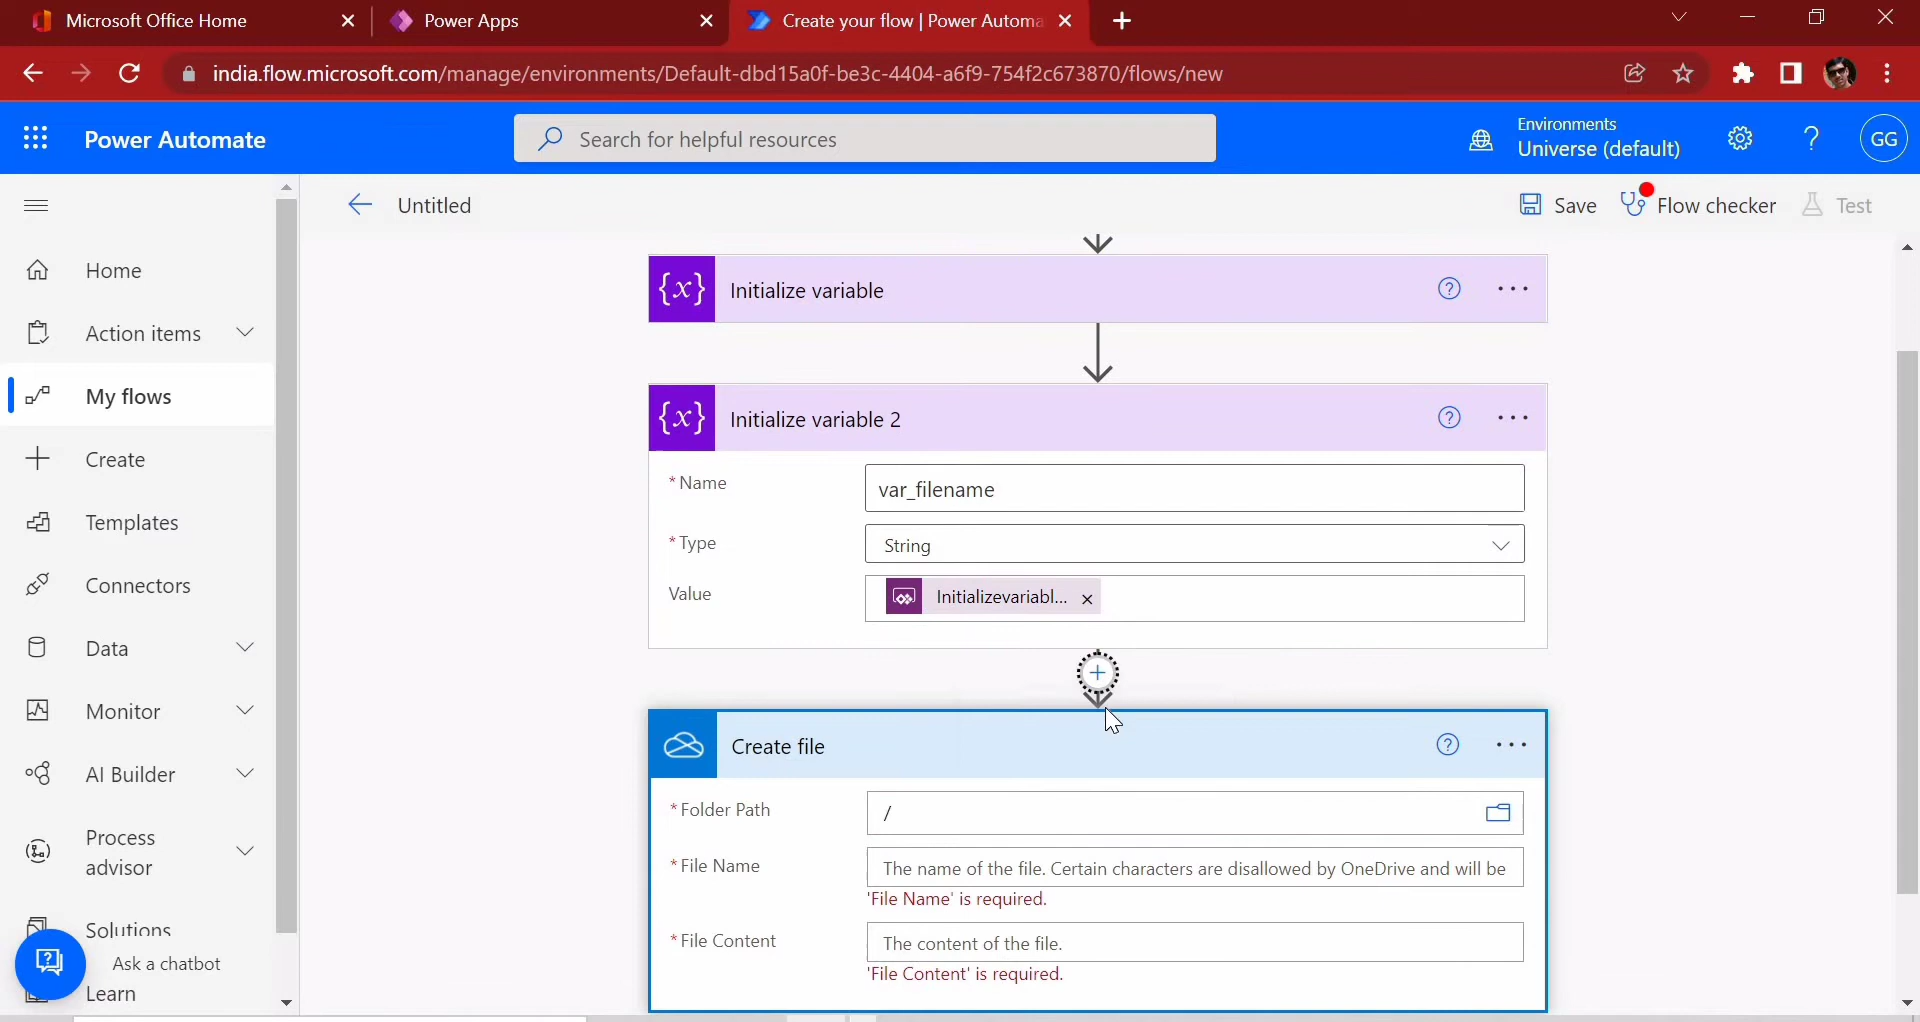 Microsoft Office Home
Power Apps
Create your flow | Power Automa
india.flow.microsoft.com/manage/environments/Default-dbd15a0f-be3c-4404-a6f9-754f2c673870/flows/new
Power Automate
Search for helpful resources
Environments
Universe (default)
GG
Untitled
Save
Flow checker
Test
Home
Action items
My flows
Create
Templates
Connectors
Data
Monitor
AI Builder
Process
advisor
Solutions
Ask a chatbot
Learn
{x} Initialize variable
{x} Initialize variable 2
* Name
var_filename
* Type
String
Value
Initializevariabl...
Create file
* Folder Path
/
* File Name
The name of the file. Certain characters are disallowed by OneDrive and will be
'File Name' is required.
* File Content
The content of the file.
'File Content' is required.